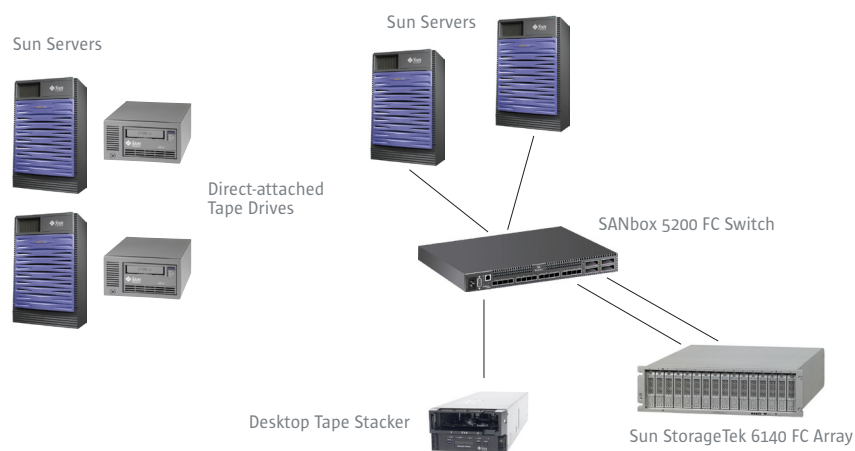 Sun Servers
Sun Servers
Direct-attached
Tape Drives
SANbox 5200 FC Switch
Desktop Tape Stacker
Sun StorageTek 6140 FC Array